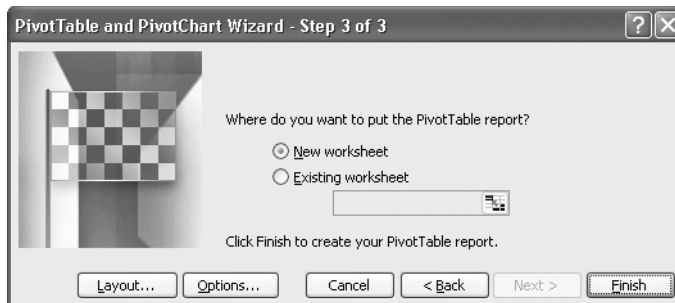 PivotTable and PivotChart Wizard - Step 3 of 3
Where do you want to put the PivotTable report?
New worksheet
Existing worksheet
Click Finish to create your PivotTable report.
Layout... Options... Cancel < Back Next > Finish